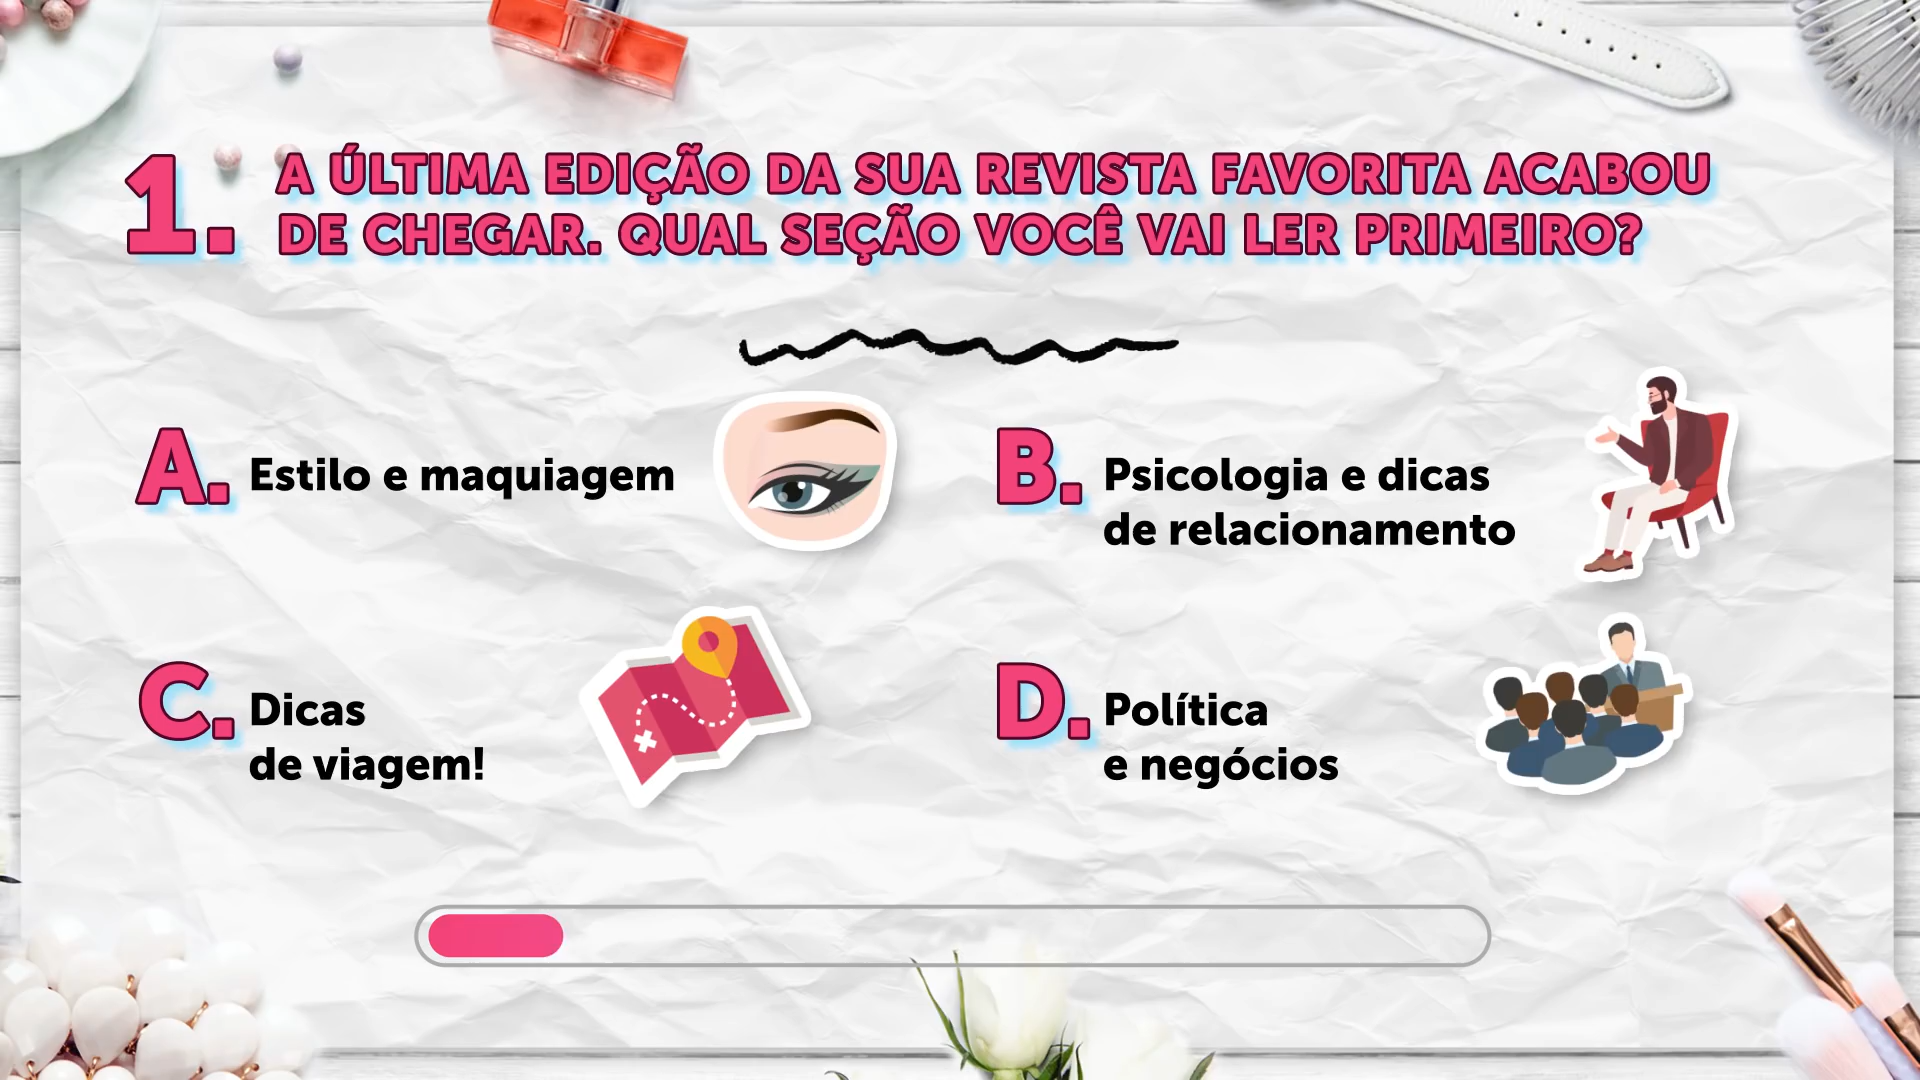 1. A ÚLTIMA EDIÇÃO DA SUA REVISTA FAVORITA ACABOU
DE CHEGAR. QUAL SEÇÃO VOCÊ VAI LER PRIMEIRO?
A. Estilo e maquiagem
B. Psicologia e dicas
de relacionamento
C. Dicas
de viagem!
D. Política
e negócios